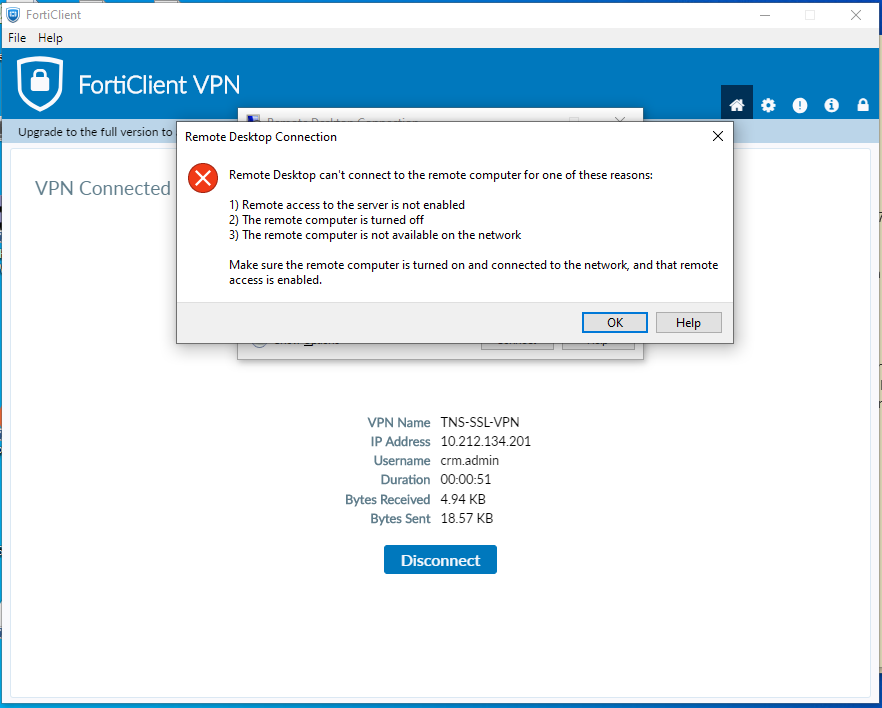 FortiClient
File Help
FortiClient VPN
Upgrade to the full version to
Remote Desktop Connection
VPN Connected
Remote Desktop can't connect to the remote computer for one of these reasons:
1) Remote access to the server is not enabled
2) The remote computer is turned off
3) The remote computer is not available on the network
Make sure the remote computer is turned on and connected to the network, and that remote
access is enabled.
OK Help
VPN Name TNS-SSL-VPN
IP Address 10.212.134.201
Username crm.admin
Duration 00:00:51
Bytes Received 4.94 KB
Bytes Sent 18.57 KB
Disconnect